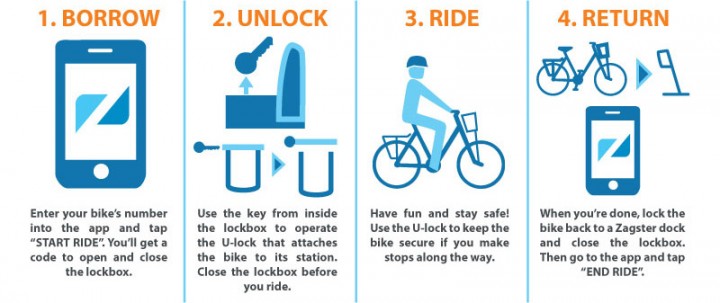 1. BORROW
Enter your bike's number
into the app and tap
"START RIDE". You'll get a
code to open and close
the lockbox.
2. UNLOCK
Use the key from inside
the lockbox to operate
the U-lock that attaches
the bike to its station.
Close the lockbox before
you ride.
3. RIDE
Have fun and stay safe!
Use the U-lock to keep the
bike secure if you make
stops along the way.
4. RETURN
When you're done, lock the
bike back to a Zagster dock
and close the lockbox.
Then go to the app and tap
"END RIDE".